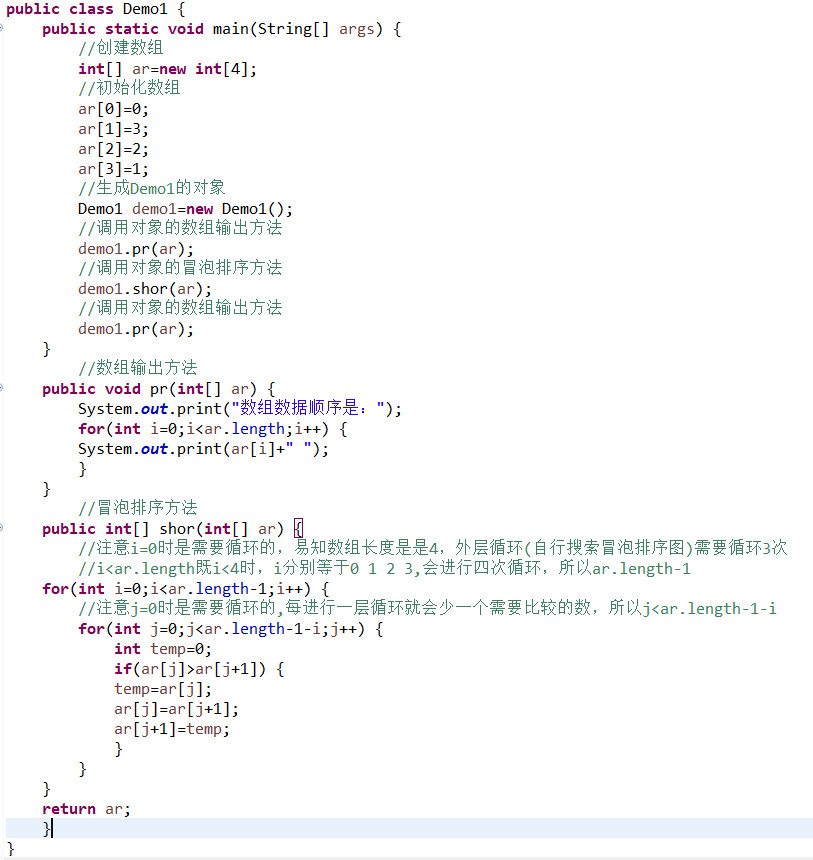 public class Demo1 {
    public static void main(String[] args) {
        //创建数组
        int[] ar=new int[4];
        //初始化数组
        ar[0]=0;
        ar[1]=3;
        ar[2]=2;
        ar[3]=1;
        //生成Demo1的对象
        Demo1 demo1=new Demo1();
        //调用对象的数组输出方法
        demo1.pr(ar);
        //调用对象的冒泡排序方法
        demo1.shor(ar);
        //调用对象的数组输出方法
        demo1.pr(ar);
    }
        //数组输出方法
    public void pr(int[] ar) {
        System.out.print("数组数据顺序是：");
        for(int i=0;i<ar.length;i++) {
        System.out.print(ar[i]+" ");
        }
    }
        //冒泡排序方法
    public int[] shor(int[] ar) {
        //注意i=0时是需要循环的，易知数组长度是是4，外层循环(自行搜索冒泡排序图)需要循环3次
        //i<ar.length既i<4时，i分别等于0 1 2 3,会进行四次循环，所以ar.length-1
    for(int i=0;i<ar.length-1;i++) {
        //注意j=0时是需要循环的,每进行一层循环就会少一个需要比较的数，所以j<ar.length-1-i
        for(int j=0;j<ar.length-1-i;j++) {
            int temp=0;
            if(ar[j]>ar[j+1]) {
            temp=ar[j];
            ar[j]=ar[j+1];
            ar[j+1]=temp;
            }
        }
    }
    return ar;
    }
}